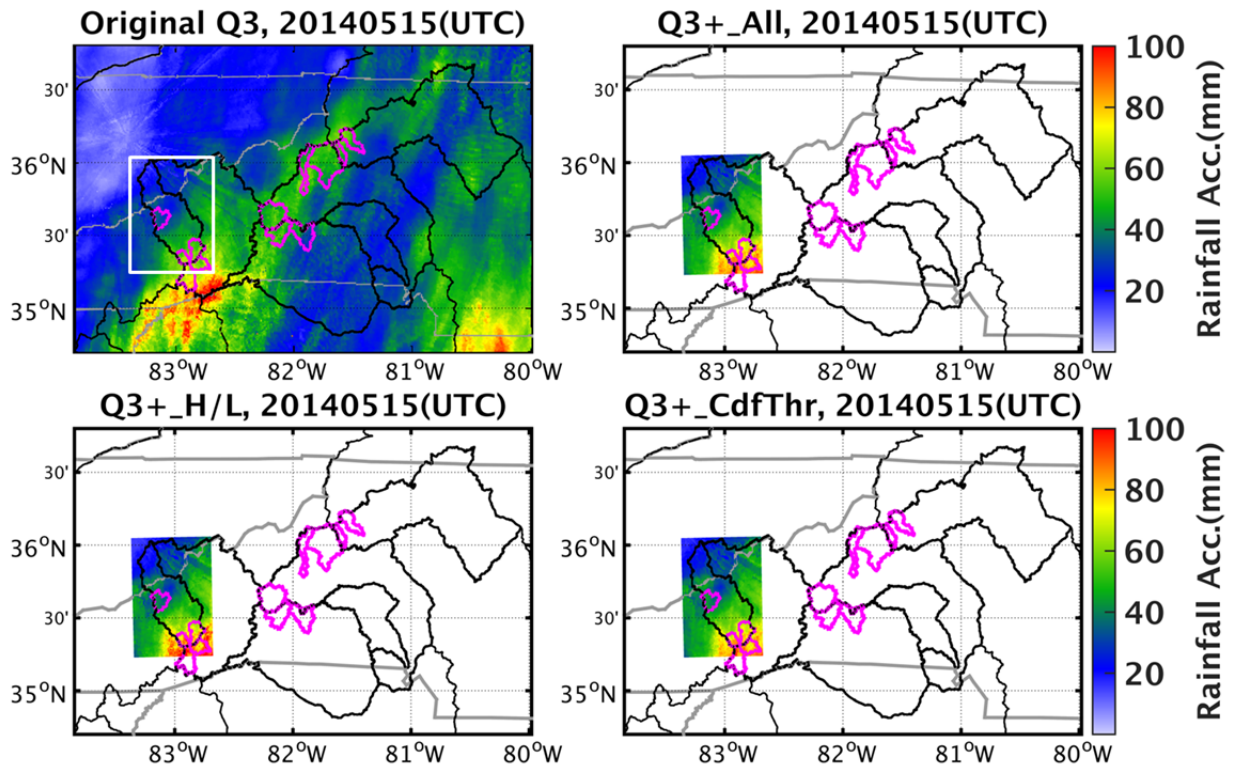 Original Q3, 20140515(UTC)
Q3+_All, 20140515(UTC)
30'
36°N
30'
35°N
83°W 82°W 81°W 80°W
30'
36°N
30'
35°N
83°W 82°W 81°W 80°W
100
80
60
40
20
Rainfall Acc.(mm)
Q3+_H/L, 20140515(UTC)
Q3+_CdfThr, 20140515(UTC)
30'
36°N
30'
35°N
83°W 82°W 81°W 80°W
30'
36°N
30'
35°N
83°W 82°W 81°W 80°W
100
80
60
40
20
Rainfall Acc.(mm)